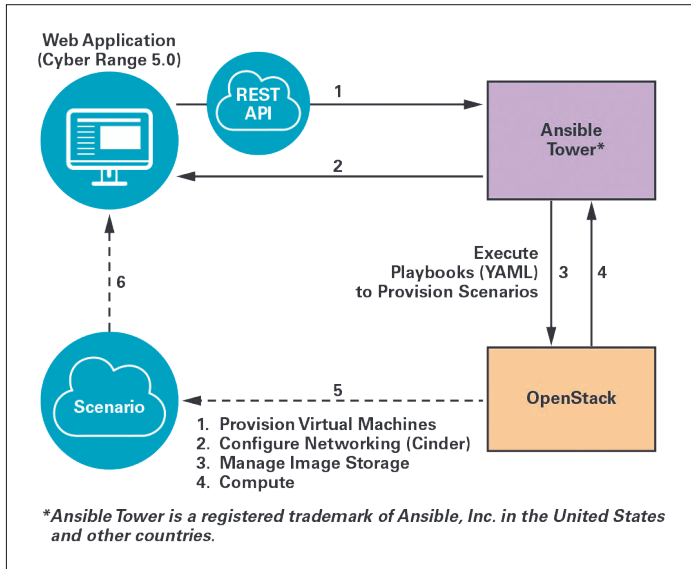 Web Application
(Cyber Range 5.0)
REST
API
1
Ansible
Tower*
2
Execute
Playbooks (YAML)
to Provision Scenarios
3
4
6
Scenario
5
OpenStack
1. Provision Virtual Machines
2. Configure Networking (Cinder)
3. Manage Image Storage
4. Compute
*Ansible Tower is a registered trademark of Ansible, Inc. in the United States
and other countries.